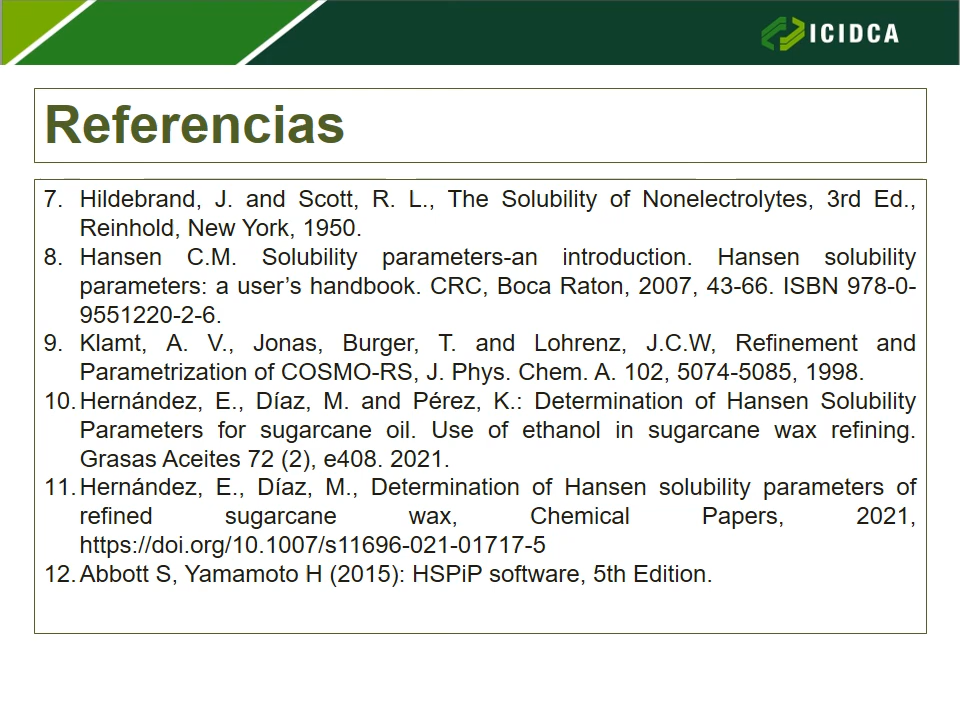 ICIDCA
Referencias
7. Hildebrand, J. and Scott, R. L., The Solubility of Nonelectrolytes, 3rd Ed.,
Reinhold, New York, 1950.
8. Hansen C.M. Solubility parameters-an introduction. Hansen solubility
parameters: a user’s handbook. CRC, Boca Raton, 2007, 43-66. ISBN 978-0-
9551220-2-6.
9. Klamt, A. V., Jonas, Burger, T. and Lohrenz, J.C.W, Refinement and
Parametrization of COSMO-RS, J. Phys. Chem. A. 102, 5074-5085, 1998.
10. Hernández, E., Díaz, M. and Pérez, K.: Determination of Hansen Solubility
Parameters for sugarcane oil. Use of ethanol in sugarcane wax refining.
Grasas Aceites 72 (2), e408. 2021.
11. Hernández, E., Díaz, M., Determination of Hansen solubility parameters of
refined sugarcane wax, Chemical Papers, 2021,
https://doi.org/10.1007/s11696-021-01717-5
12. Abbott S, Yamamoto H (2015): HSPiP software, 5th Edition.